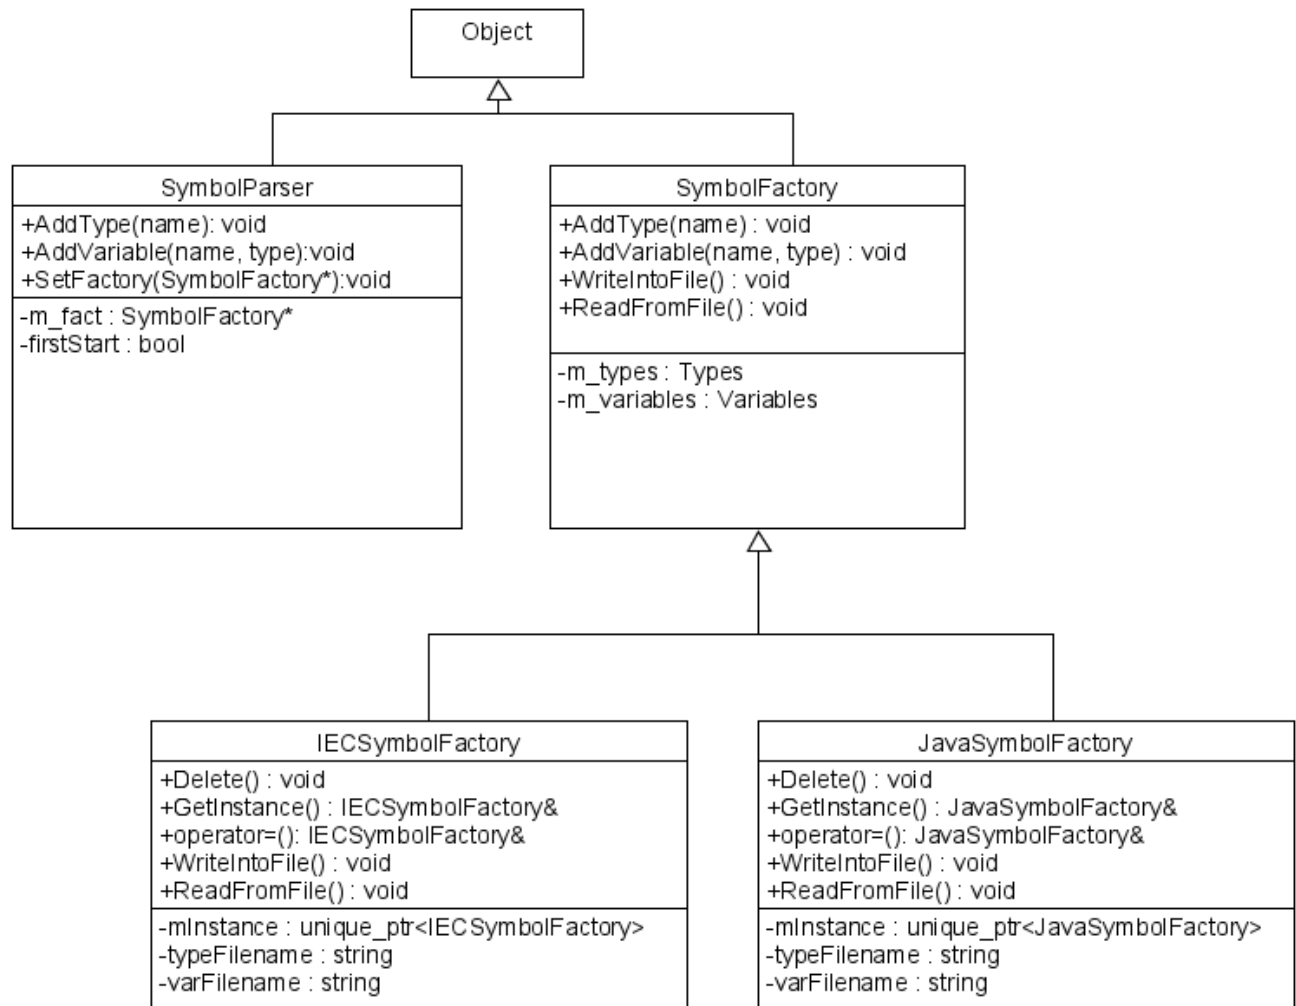 Object
SymbolParser
+AddType(name): void
+AddVariable(name, type):void
+SetFactory(SymbolFactory*):void
-m_fact : SymbolFactory*
-firstStart : bool
SymbolFactory
+AddType(name) : void
+AddVariable(name, type) : void
+WriteIntoFile() : void
+ReadFromFile() : void
-m_types : Types
-m_variables : Variables
IECSymbolFactory
+Delete() : void
+GetInstance() : IECSymbolFactory&
+operator=(): IECSymbolFactory&
+WriteIntoFile() : void
+ReadFromFile() : void
-mInstance : unique_ptr<IECSymbolFactory>
-typeFilename : string
-varFilename : string
JavaSymbolFactory
+Delete() : void
+GetInstance() : JavaSymbolFactory&
+operator=(): JavaSymbolFactory&
+WriteIntoFile() : void
+ReadFromFile() : void
-mInstance : unique_ptr<JavaSymbolFactory>
-typeFilename : string
-varFilename : string